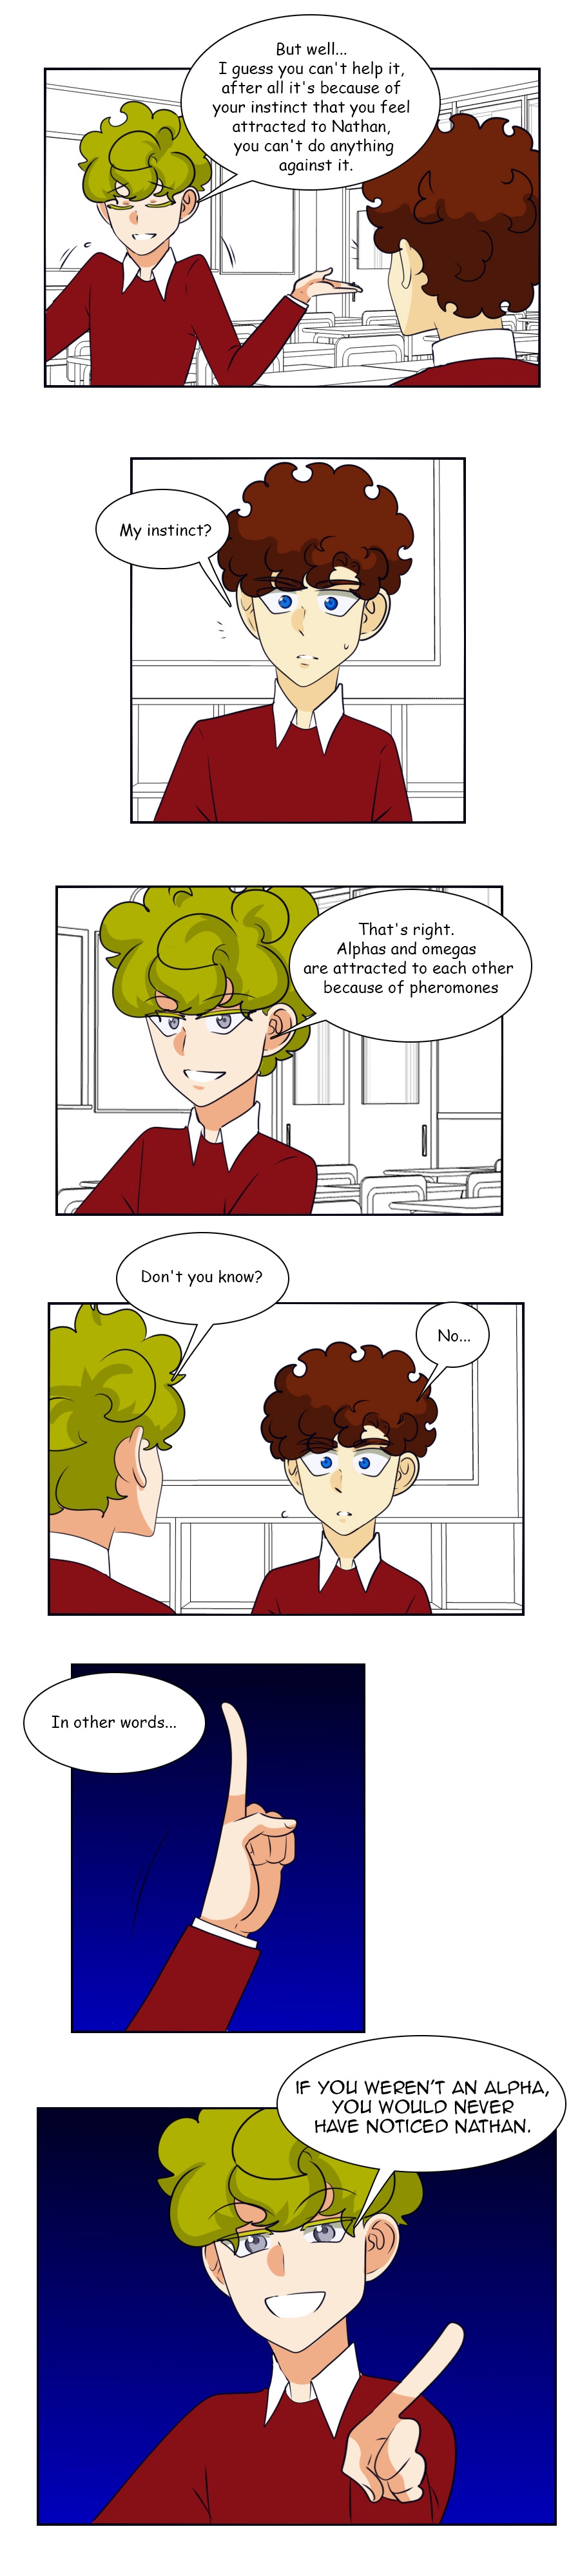 But well...
I guess you can't help it,
after all it's because of
your instinct that you feel
attracted to Nathan,
you can't do anything
against it.
My instinct?
That's right.
Alphas and omegas
are attracted to each other
because of pheromones
Don't you know?
No...
In other words...
IF YOU WEREN'T AN ALPHA,
YOU WOULD NEVER
HAVE NOTICED NATHAN.